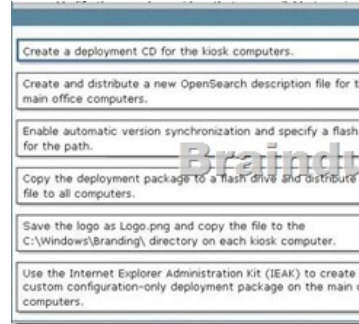 Create a deployment CD for the kiosk computers.
Create and distribute a new OpenSearch description file for t
main office computers.
Enable automatic version synchronization and specify a flash
for the path.
Braindu
Copy the deployment package to a flash drive and distribute
file to all computers.
Save the logo as Logo.png and copy the file to the
C:\Windows\Branding\ directory on each kiosk computer.
Use the Internet Explorer Administration Kit (IEAK) to create
custom configuration-only deployment package on the main o
computers.